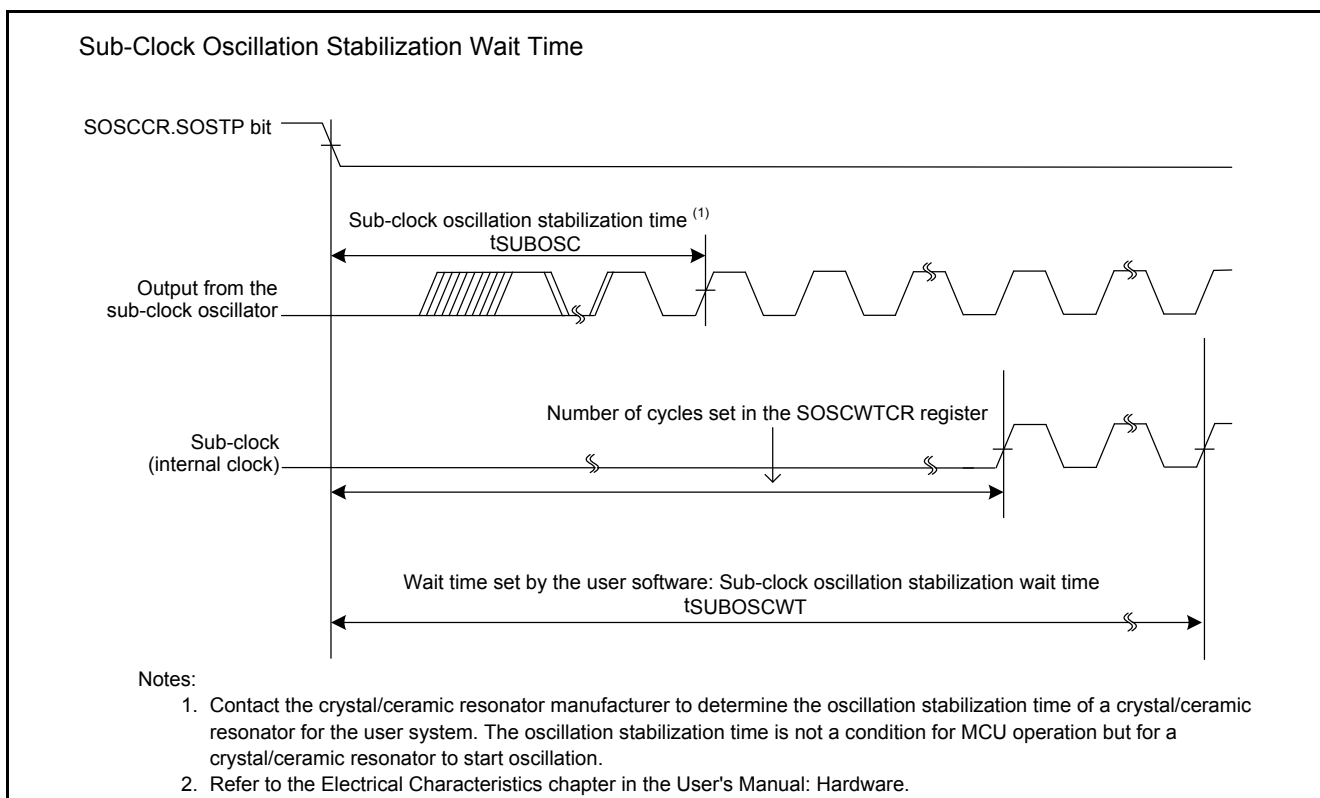 Sub-Clock Oscillation Stabilization Wait Time
SOSCCR.SOSTP bit
Sub-clock oscillation stabilization time (1)
tSUBOSC
Output from the
sub-clock oscillator
Number of cycles set in the SOSCWTCR register
Sub-clock
(internal clock)
Wait time set by the user software: Sub-clock oscillation stabilization wait time
tSUBOSCWT
Notes:
1. Contact the crystal/ceramic resonator manufacturer to determine the oscillation stabilization time of a crystal/ceramic
resonator for the user system. The oscillation stabilization time is not a condition for MCU operation but for a
crystal/ceramic resonator to start oscillation.
2. Refer to the Electrical Characteristics chapter in the User's Manual: Hardware.